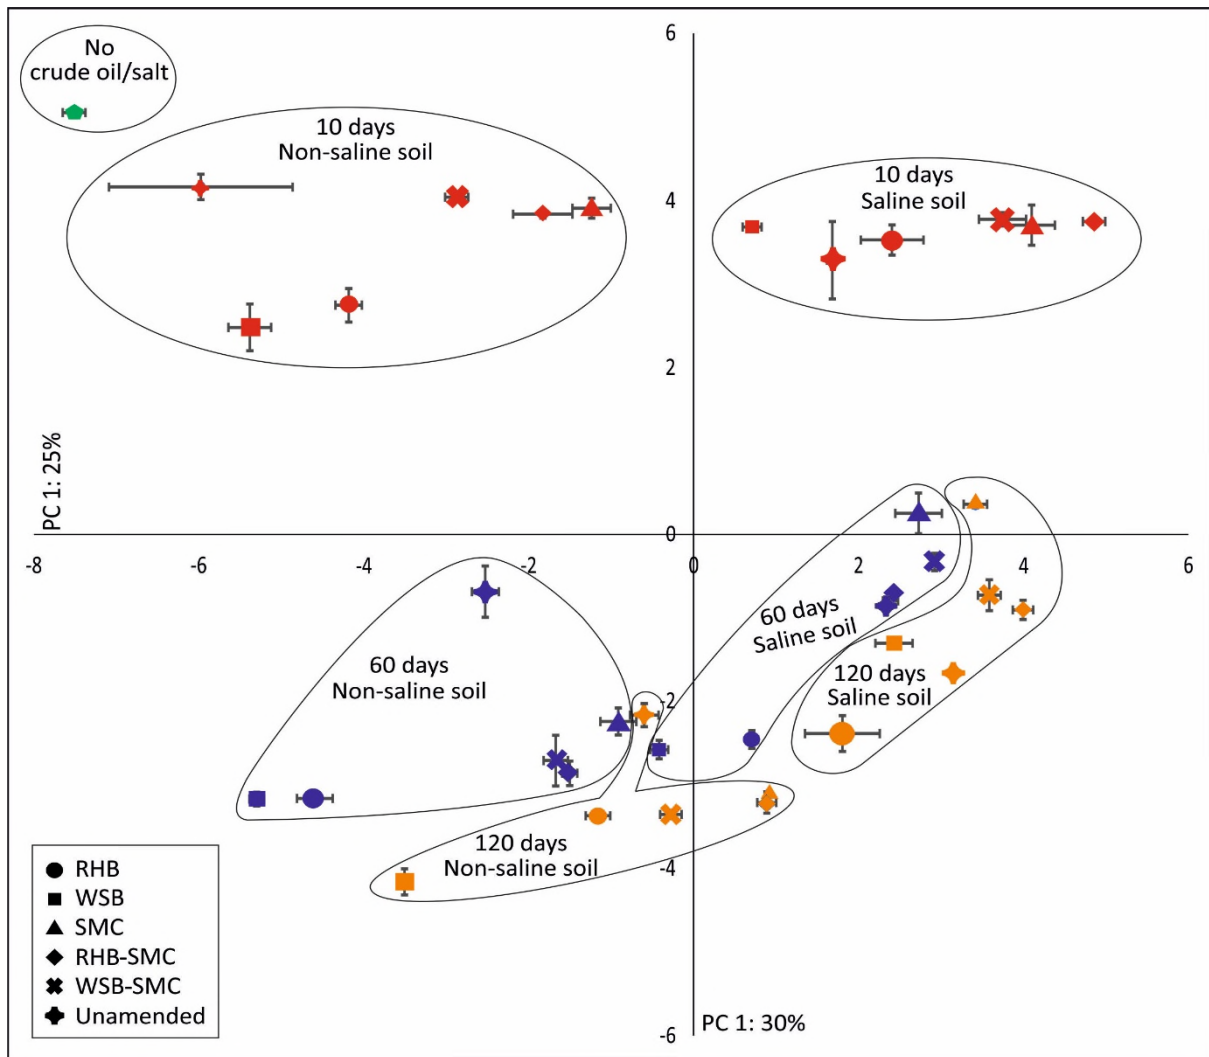 6
No
crude oil/salt
10 days
Non-saline soil
10 days
Saline soil
4
2
PC 1: 25%
0
-8
-6
-4
-2
0
2
4
6
60 days
Saline soil
60 days
Non-saline soil
120 days
Saline soil
-2
120 days
Non-saline soil
-4
RHB
WSB
SMC
RHB-SMC
WSB-SMC
Unamended
PC 1: 30%
-6